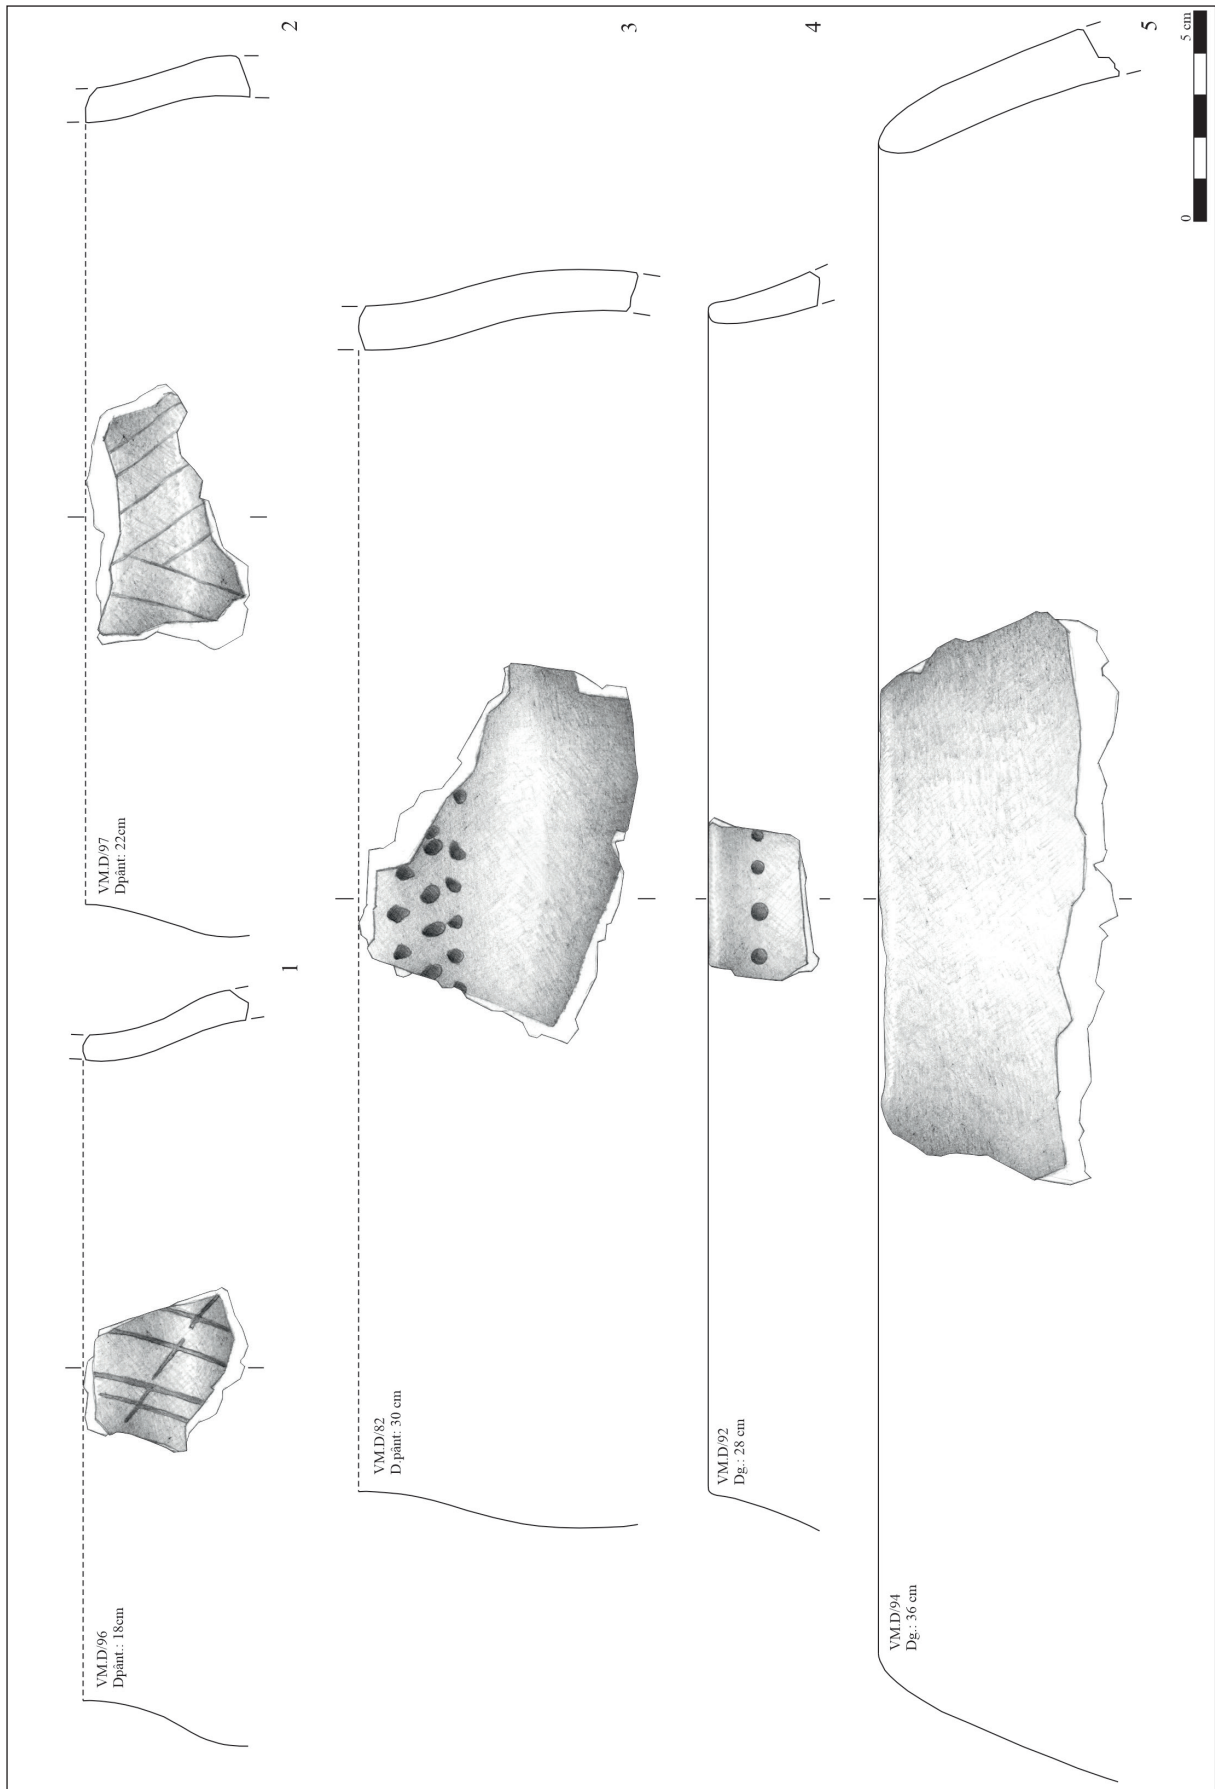 VM.D/96
Dpânt.: 18cm
1
VM.D/97
Dpânt: 22cm
2
VM.D/82
D.pânt: 30 cm
3
VM.D/92
Dg.: 28 cm
4
VM.D/94
Dg.: 36 cm
5
0
5 cm